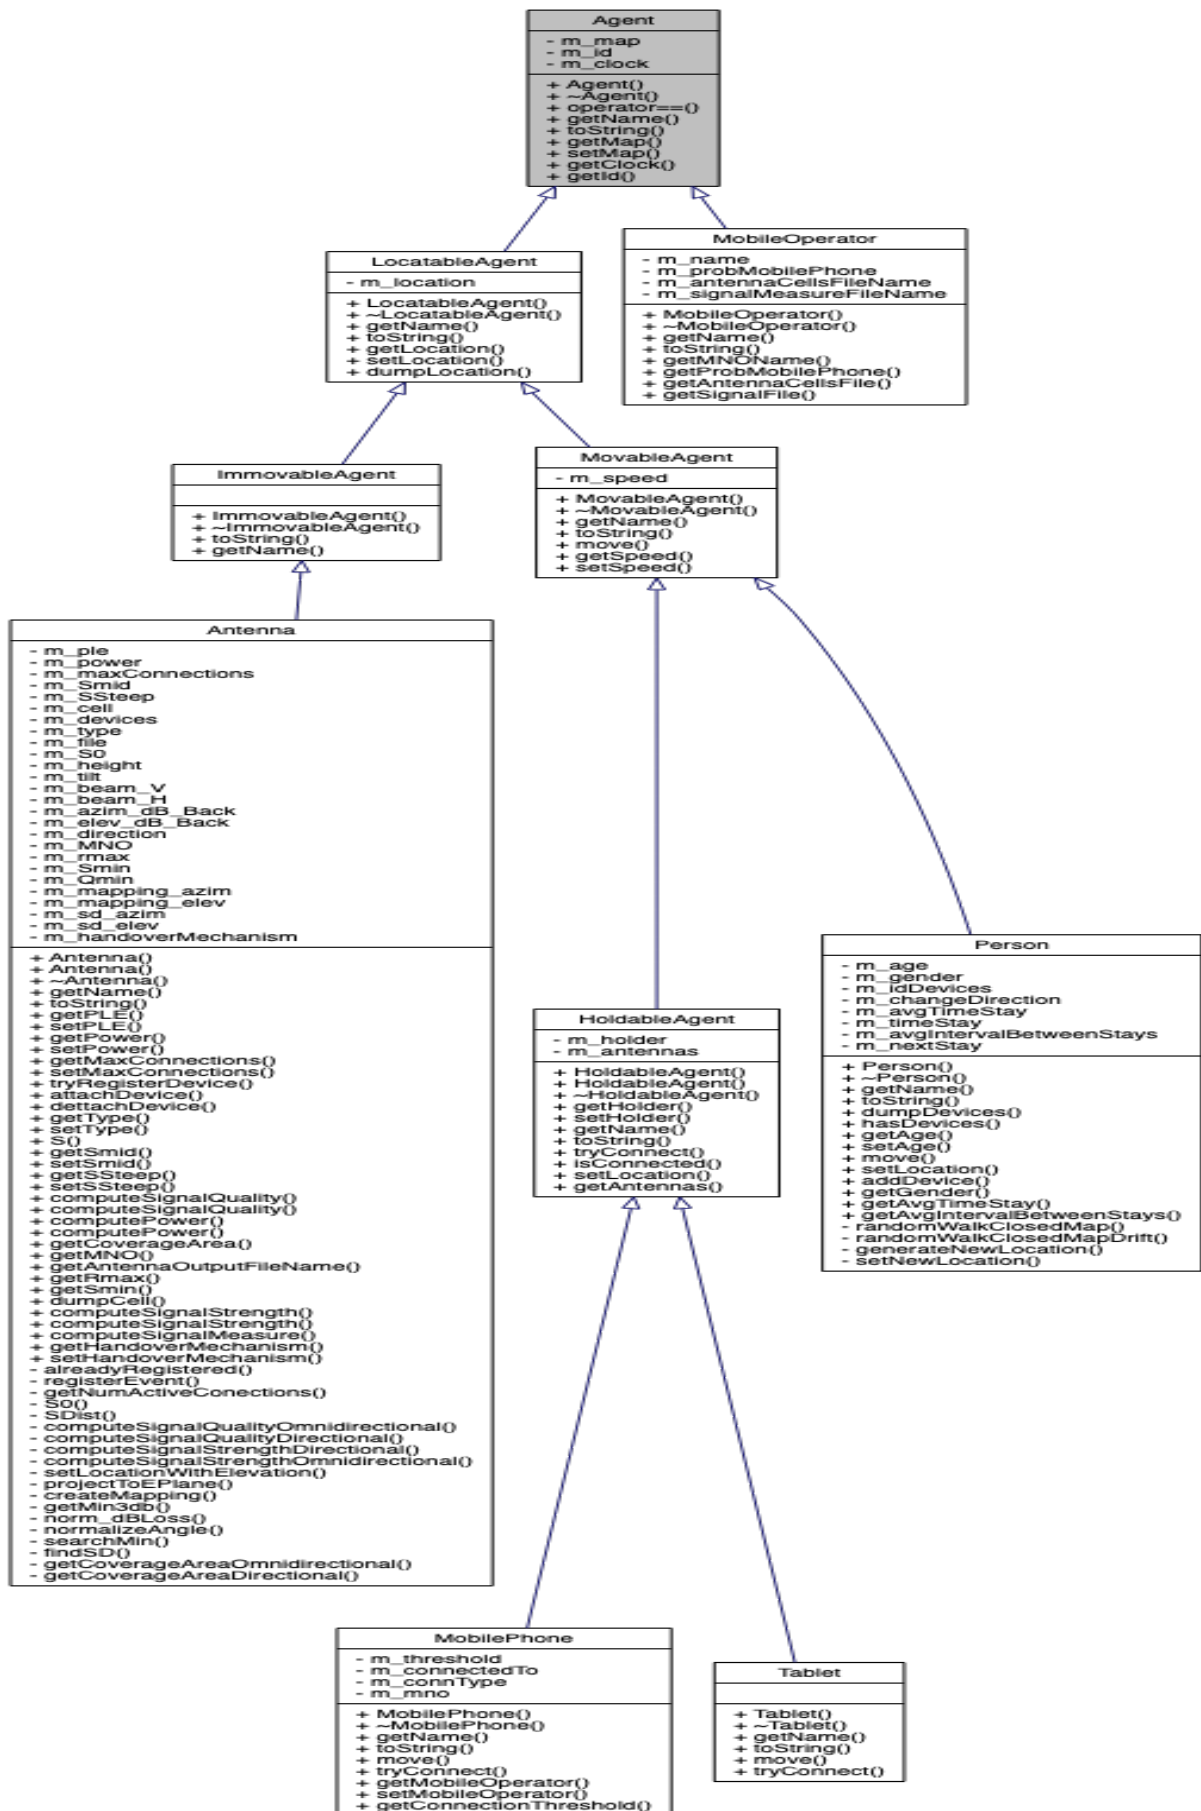 Agent
- m_map
- m_id
- m_clock
+ Agent()
+ ~Agent()
+ operator==()
+ getName()
+ toString()
+ getMap()
+ setMap()
+ getClock()
+ getId()
LocatableAgent
- m_location
+ LocatableAgent()
+ ~LocatableAgent()
+ getName()
+ toString()
+ getLocation()
+ setLocation()
+ dumpLocation()
MobileOperator
- m_name
- m_probMobilePhone
- m_antennaCellsFileName
- m_signalMeasureFileName
+ MobileOperator()
+ ~MobileOperator()
+ getName()
+ toString()
+ getMNOName()
+ getProbMobilePhone()
+ getAntennaCellsFile()
+ getSignalFile()
ImmovableAgent
+ ImmovableAgent()
+ ~ImmovableAgent()
+ toString()
+ getName()
MovableAgent
- m_speed
+ MovableAgent()
+ ~MovableAgent()
+ getName()
+ toString()
+ move()
+ getSpeed()
+ setSpeed()
Antenna
- m_ple
- m_power
- m_maxConnections
- m_Smid
- m_SSteep
- m_cell
- m_devices
- m_type
- m_file
- m_S0
- m_height
- m_tilt
- m_beam_V
- m_beam_H
- m_azim_dB_Back
- m_elev_dB_Back
- m_direction
- m_MNO
- m_rmax
- m_Smin
- m_Qmin
- m_mapping_azim
- m_mapping_elev
- m_sd_azim
- m_sd_elev
- m_handoverMechanism
+ Antenna()
+ Antenna()
+ ~Antenna()
+ getName()
+ toString()
+ getPLE()
+ setPLE()
+ getPower()
+ setPower()
+ getMaxConnections()
+ setMaxConnections()
+ tryRegisterDevice()
+ attachDevice()
+ dettachDevice()
+ getType()
+ setType()
+ S()
+ getSmid()
+ setSmid()
+ getSSteep()
+ setSSteep()
+ computeSignalQuality()
+ computeSignalQuality()
+ computePower()
+ computePower()
+ getCoverageArea()
+ getMNO()
+ getAntennaOutputFileName()
+ getRmax()
+ getSmin()
+ dumpCell()
+ computeSignalStrength()
+ computeSignalStrength()
+ computeSignalMeasure()
+ getHandoverMechanism()
+ setHandoverMechanism()
- alreadyRegistered()
- registerEvent()
- getNumActiveConections()
- S0()
- SDist()
- computeSignalQualityOmnidirectional()
- computeSignalQualityDirectional()
- computeSignalStrengthDirectional()
- computeSignalStrengthOmnidirectional()
- setLocationWithElevation()
- projectToEPlane()
- createMapping()
- getMin3db()
- norm_dBLoss()
- normalizeAngle()
- searchMin()
- findSD()
- getCoverageAreaOmnidirectional()
- getCoverageAreaDirectional()
HoldableAgent
- m_holder
- m_antennas
+ HoldableAgent()
+ HoldableAgent()
+ ~HoldableAgent()
+ getHolder()
+ setHolder()
+ getName()
+ toString()
+ tryConnect()
+ isConnected()
+ setLocation()
+ getAntennas()
Person
- m_age
- m_gender
- m_idDevices
- m_changeDirection
- m_avgTimeStay
- m_timeStay
- m_avgIntervalBetweenStays
- m_nextStay
+ Person()
+ ~Person()
+ getName()
+ toString()
+ dumpDevices()
+ hasDevices()
+ getAge()
+ setAge()
+ move()
+ setLocation()
+ addDevice()
+ getGender()
+ getAvgTimeStay()
+ getAvgIntervalBetweenStays()
- randomWalkClosedMap()
- randomWalkClosedMapDrift()
- generateNewLocation()
- setNewLocation()
MobilePhone
- m_threshold
- m_connectedTo
- m_connType
- m_mno
+ MobilePhone()
+ ~MobilePhone()
+ getName()
+ toString()
+ move()
+ tryConnect()
+ getMobileOperator()
+ setMobileOperator()
+ getConnectionThreshold()
Tablet
+ Tablet()
+ ~Tablet()
+ getName()
+ toString()
+ move()
+ tryConnect()